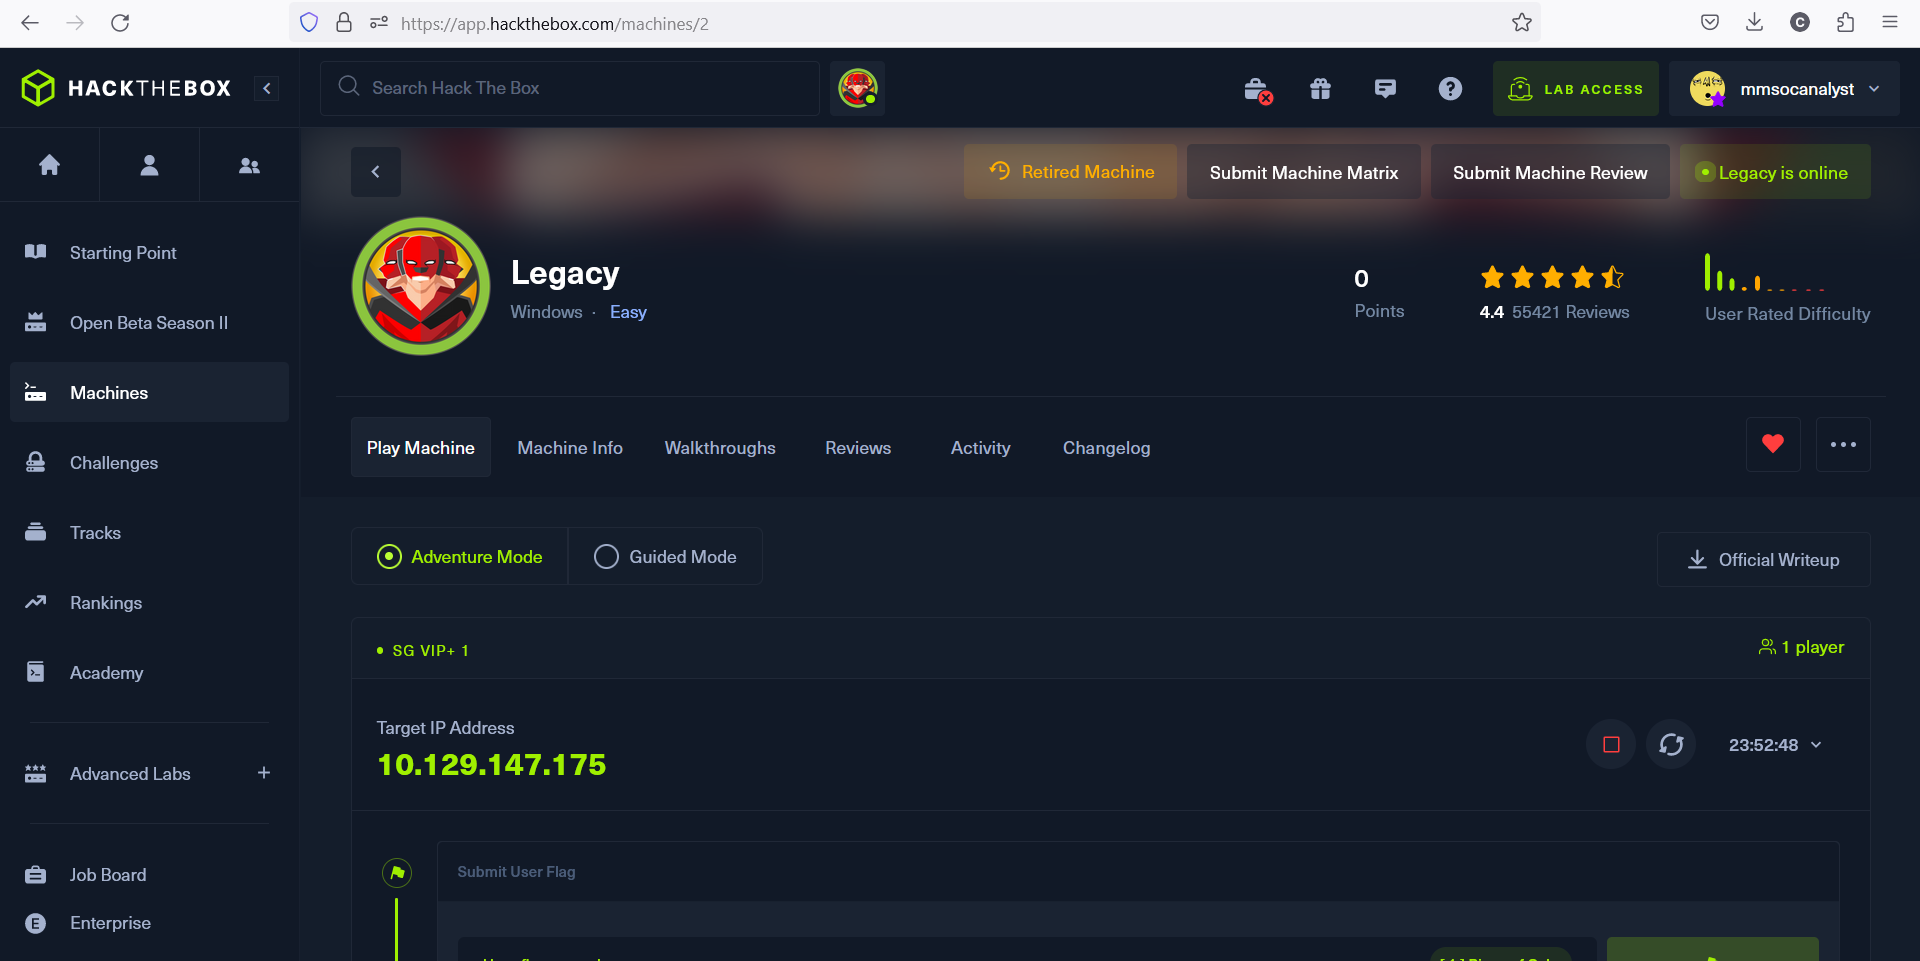 https://app.hackthebox.com/machines/2
C
HACKTHEBOX
Search Hack The Box
LAB ACCESS
mmsocanalyst
Retired Machine
Submit Machine Matrix
Submit Machine Review
Legacy is online
Starting Point
Open Beta Season II
Machines
Challenges
Tracks
Rankings
Academy
Advanced Labs
Job Board
E Enterprise
Legacy
Windows · Easy
0
Points
4.4 55421 Reviews
User Rated Difficulty
Play Machine
Machine Info
Walkthroughs
Reviews
Activity
Changelog
Adventure Mode
Guided Mode
Official Writeup
SG VIP+ 1
1 player
Target IP Address
10.129.147.175
23:52:48
Submit User Flag